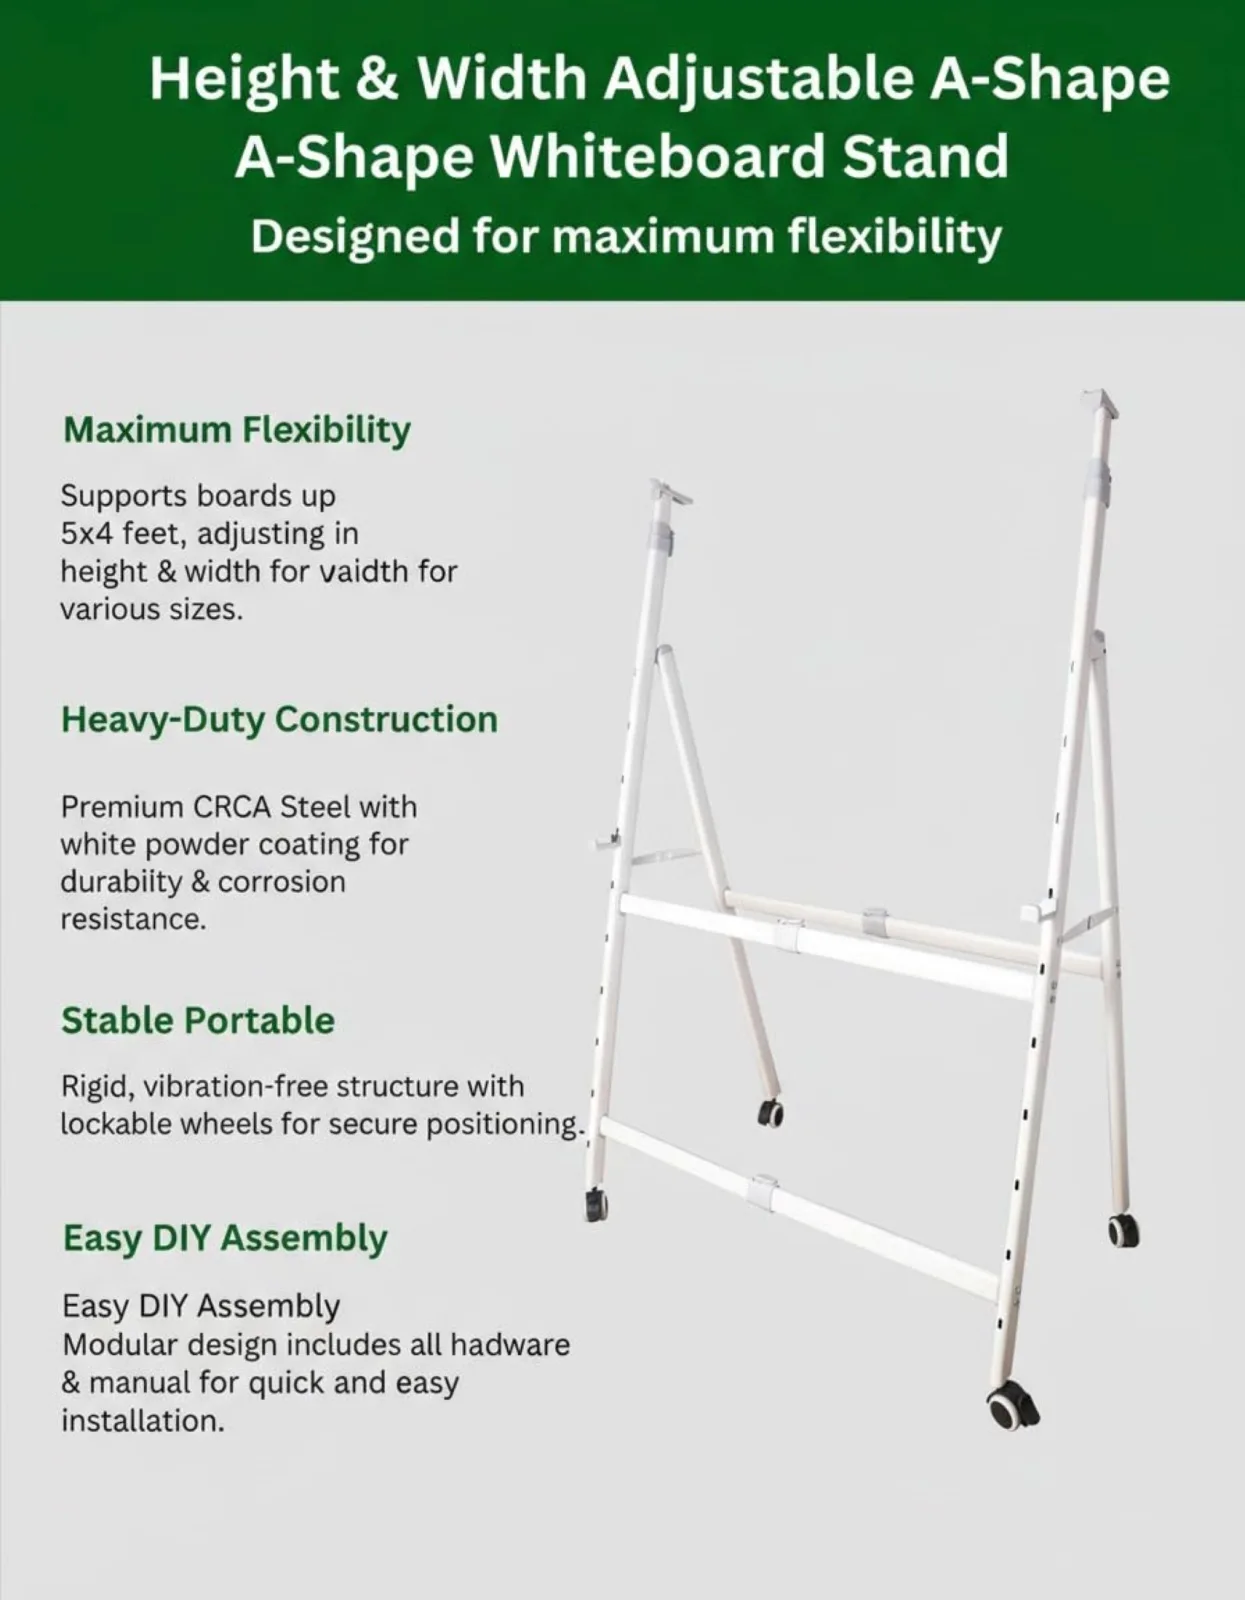 Height & Width Adjustable A-Shape
A-Shape Whiteboard Stand
Designed for maximum flexibility
Maximum Flexibility
Supports boards up
5x4 feet, adjusting in
height & width for vaidth for
various sizes.
Heavy-Duty Construction
Premium CRCA Steel with
white powder coating for
durabiity & corrosion
resistance.
Stable Portable
Rigid, vibration-free structure with
lockable wheels for secure positioning.
Easy DIY Assembly
Easy DIY Assembly
Modular design includes all hadware
& manual for quick and easy
installation.